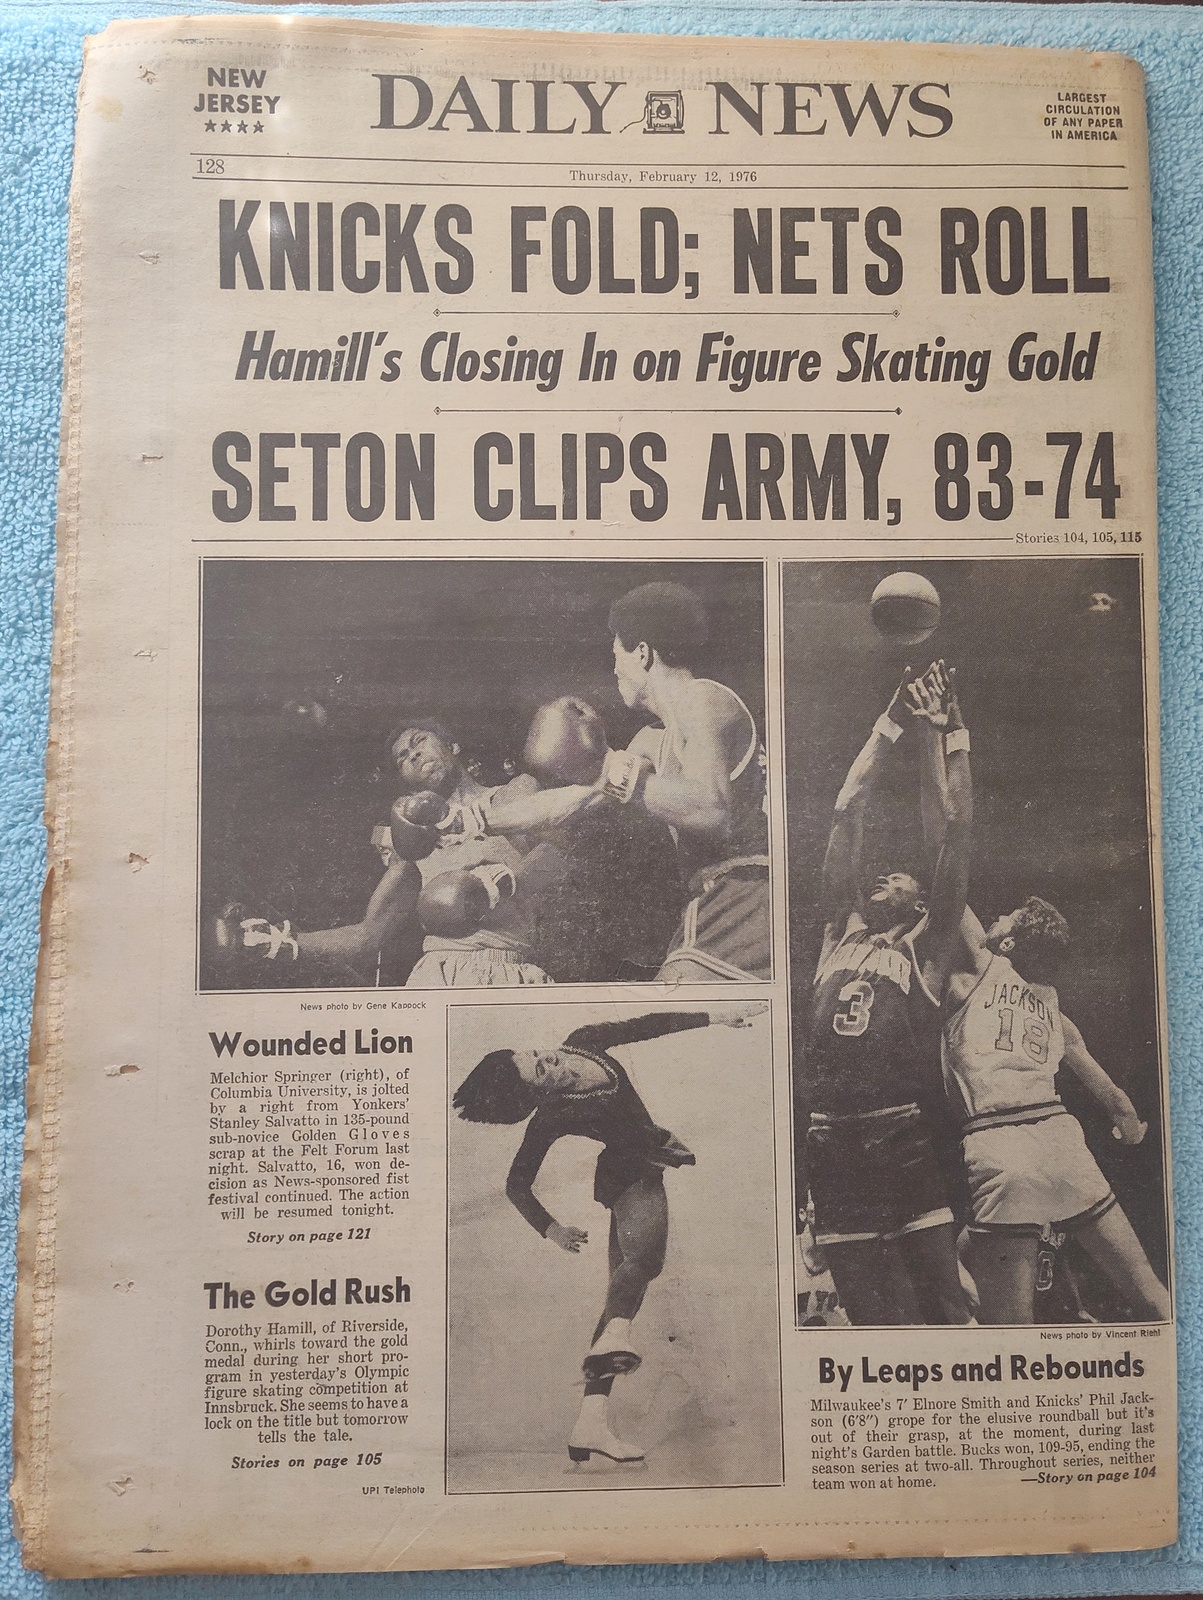 NEW
JERSEY
★★★★
DAILY NEWS
LARGEST
CIRCULATION
OF ANY PAPER
IN AMERICA
128
Thursday, February 12, 1976
KNICKS FOLD; NETS ROLL
Hamill's Closing In on Figure Skating Gold
SETON CLIPS ARMY, 83-74
Stories 104, 105, 115
3
JACKSON
18
News photo by Gene Kappock
Wounded Lion
Melchior Springer (right), of
Columbia University, is jolted
by a right from Yonkers'
Stanley Salvatto in 135-pound
sub-novice Golden Gloves
scrap at the Felt Forum last
night. Salvatto, 16, won de-
cision as News-sponsored fist
festival continued. The action
will be resumed tonight.
Story on page 121
The Gold Rush
Dorothy Hamill, of Riverside,
Conn., whirls toward the gold
medal during her short pro-
gram in yesterday's Olympic
figure skating competition at
Innsbruck. She seems to have a
lock on the title but tomorrow
tells the tale.
Stories on page 105
UPI Telephoto
News photo by Vincent Riehl
By Leaps and Rebounds
Milwaukee's 7' Elnore Smith and Knicks' Phil Jack-
son (6'8") grope for the elusive roundball but it's
out of their grasp, at the moment, during last
night's Garden battle. Bucks won, 109-95, ending the
season series at two-all. Throughout series, neither
team won at home.
—Story on page 104